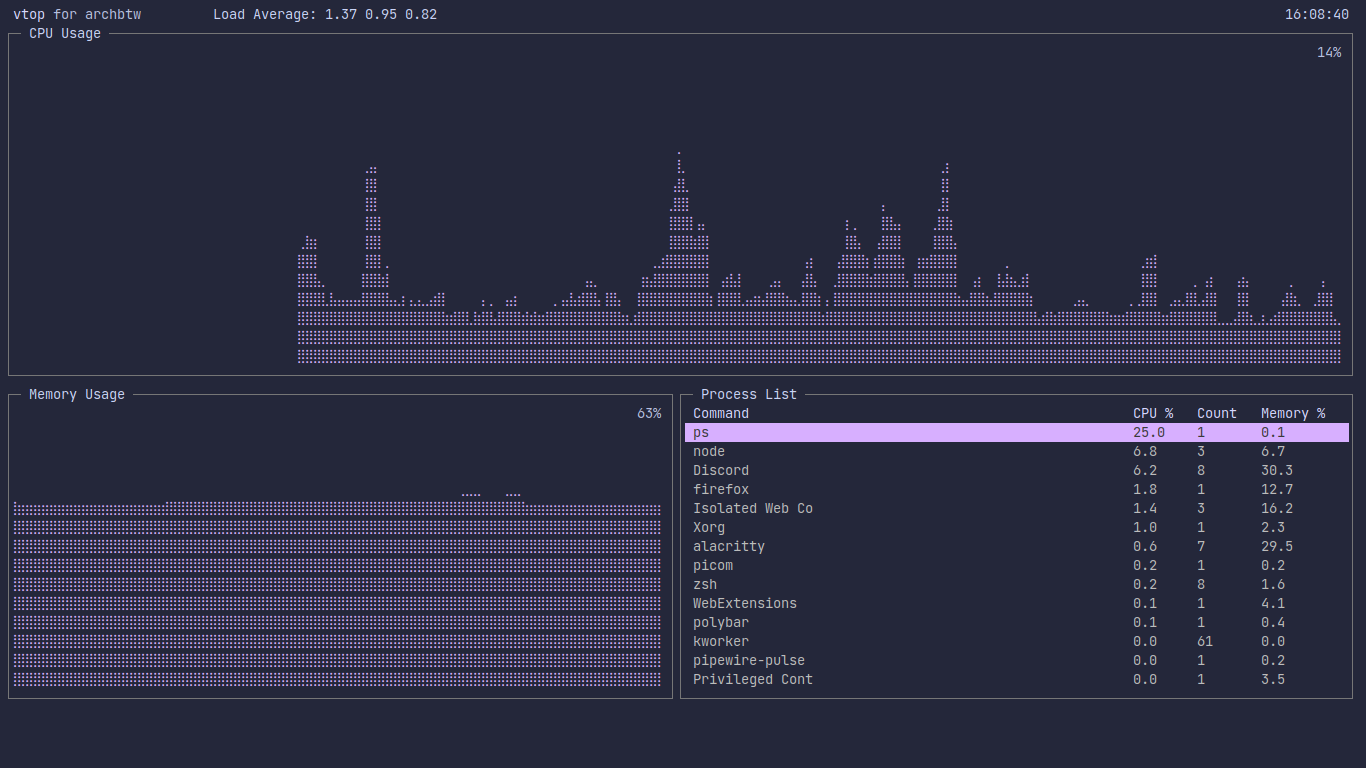 vtop for archbtw Load Average: 1.37 0.95 0.82 16:08:40
CPU Usage
14%
Memory Usage
63%
Process List
Command CPU % Count Memory %
ps 25.0 1 0.1
node 6.8 3 6.7
Discord 6.2 8 30.3
firefox 1.8 1 12.7
Isolated Web Co 1.4 3 16.2
Xorg 1.0 1 2.3
alacritty 0.6 7 29.5
picom 0.2 1 0.2
zsh 0.2 8 1.6
WebExtensions 0.1 1 4.1
polybar 0.1 1 0.4
kworker 0.0 61 0.0
pipewire-pulse 0.0 1 0.2
Privileged Cont 0.0 1 3.5